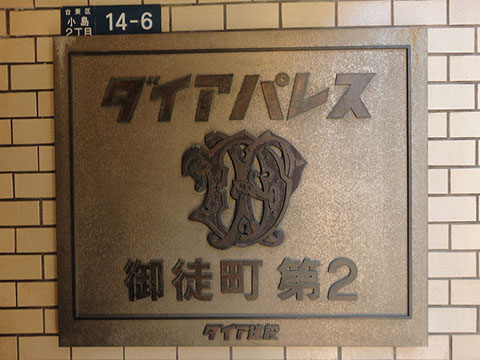 台東区
小島
2丁目
14-6
ダイアパレス
御徒町 第2
ダイア建設